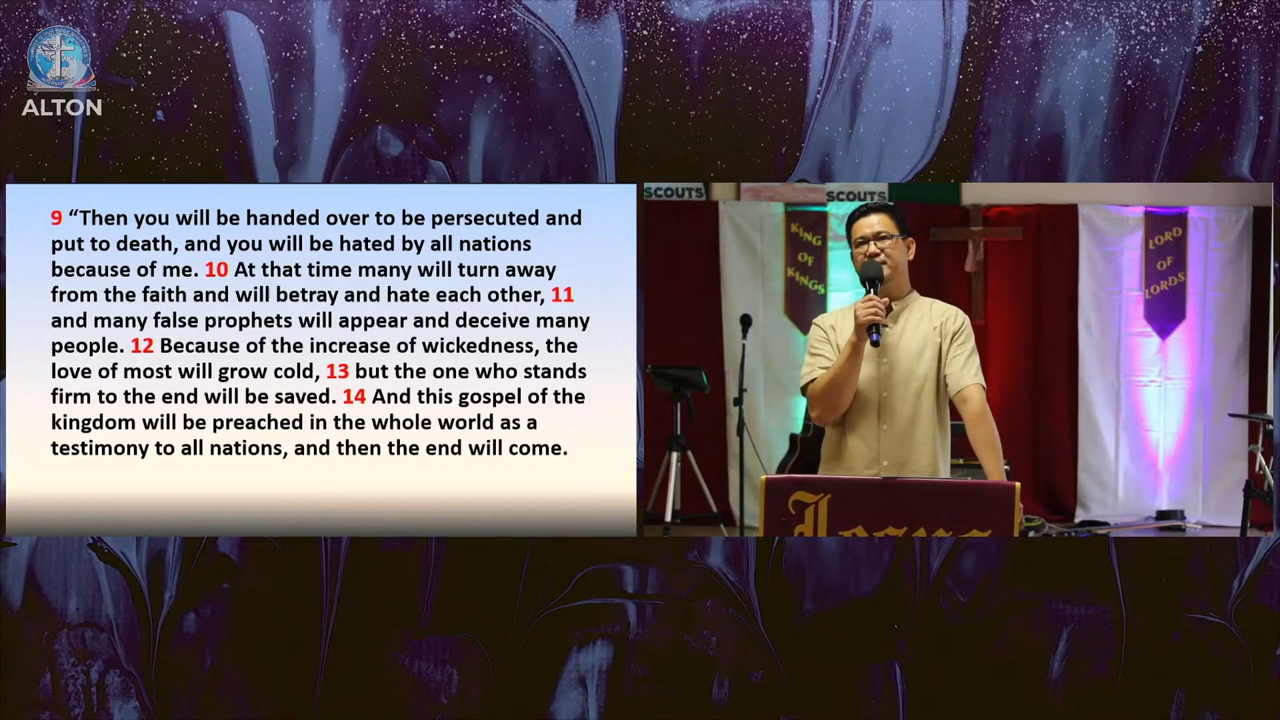 ALTON
9 “Then you will be handed over to be persecuted and
put to death, and you will be hated by all nations
because of me. 10 At that time many will turn away
from the faith and will betray and hate each other, 11
and many false prophets will appear and deceive many
people. 12 Because of the increase of wickedness, the
love of most will grow cold, 13 but the one who stands
firm to the end will be saved. 14 And this gospel of the
kingdom will be preached in the whole world as a
testimony to all nations, and then the end will come.
SCOUTS
SCOUTS
KING
OF
KINGS
LORD
OF
LORDS
Jesus